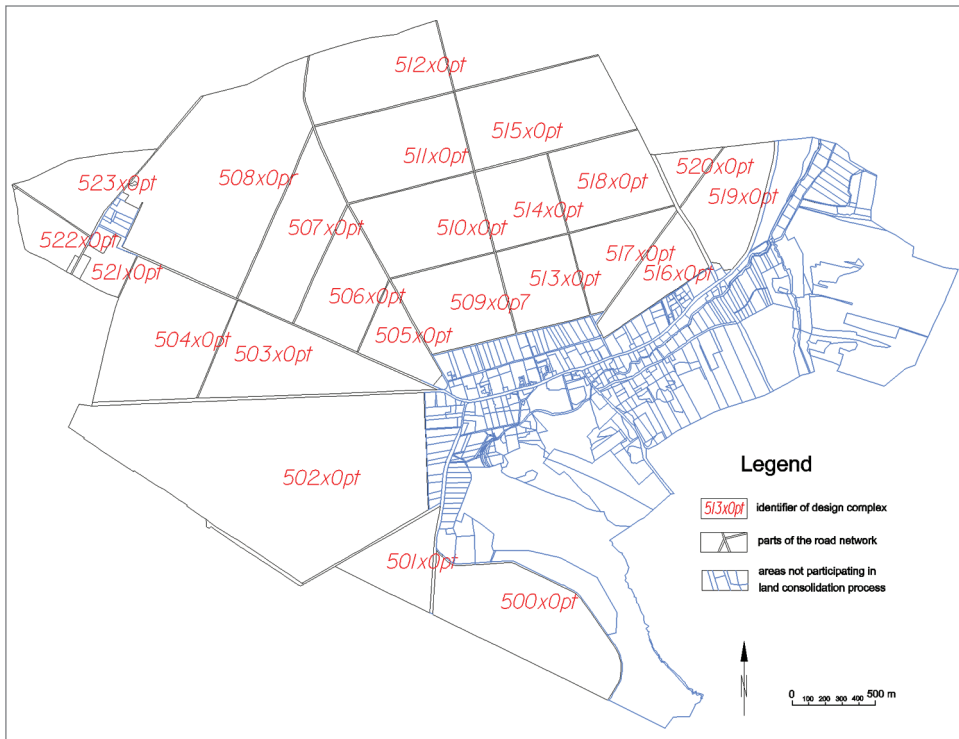 512x0pt
515x0pt
511x0pt
520x0pt
518x0pt
508x0pr
523x0pt
519x0pt
514x0pt
507x0pt
510x0pt
522x0pt
517x0pt
521x0pt
516x0pt
513x0pt
506x0pt
509x0p7
505x0pt
504x0pt
503x0pt
502x0pt
501x0pr
500x0pt
Legend
513x0pt identifier of design complex
parts of the road network
areas not participating in
land consolidation process
N
0 100 200 300 400 500 m